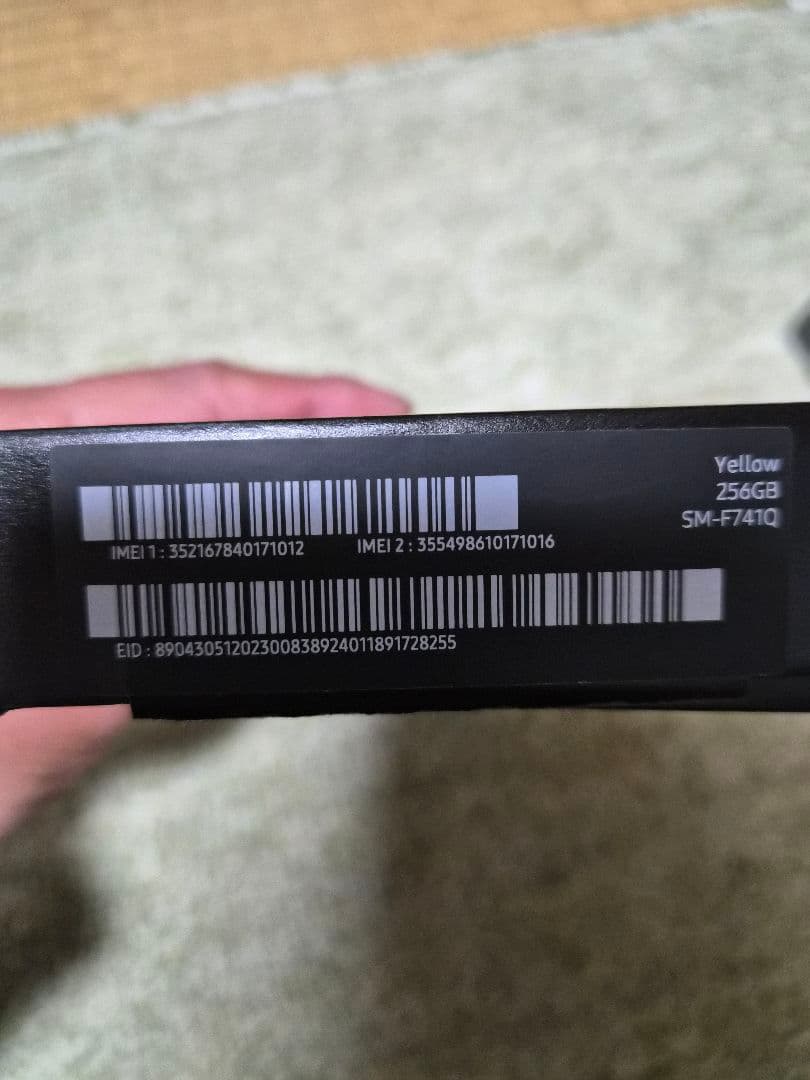 Yellow
256GB
SM-F741Q
IMEI 1 : 352167840171012 IMEI 2 : 355498610171016
EID : 89043051202300838924011891728255